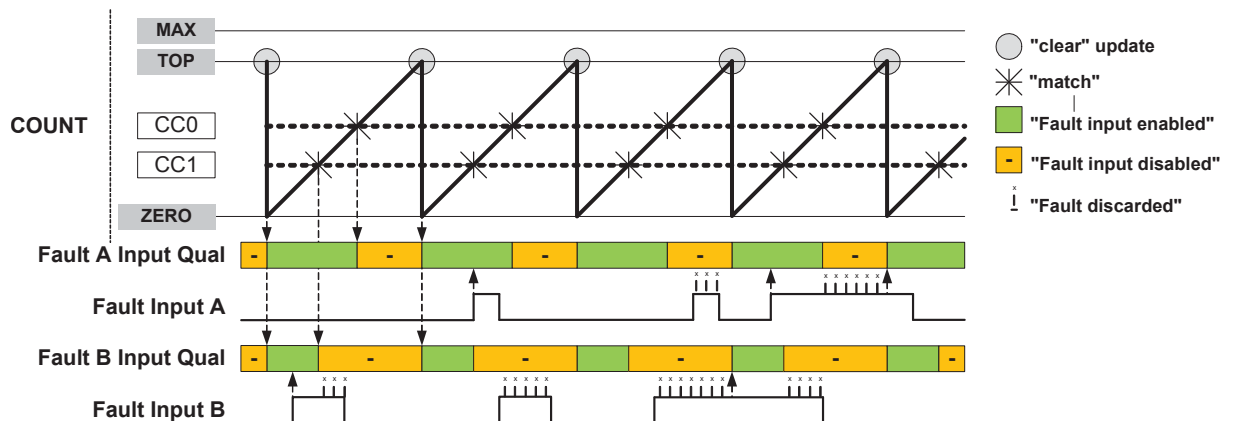 MAX
TOP
COUNT
CC0
CC1
ZERO
"clear" update
"match"
"Fault input enabled"
- "Fault input disabled"
x
"Fault discarded"
Fault A Input Qual - - - - -
x x x x x x x x x
Fault Input A
Fault B Input Qual - - - - - -
x x x x x x x x x x x x x x x x x x x
Fault Input B